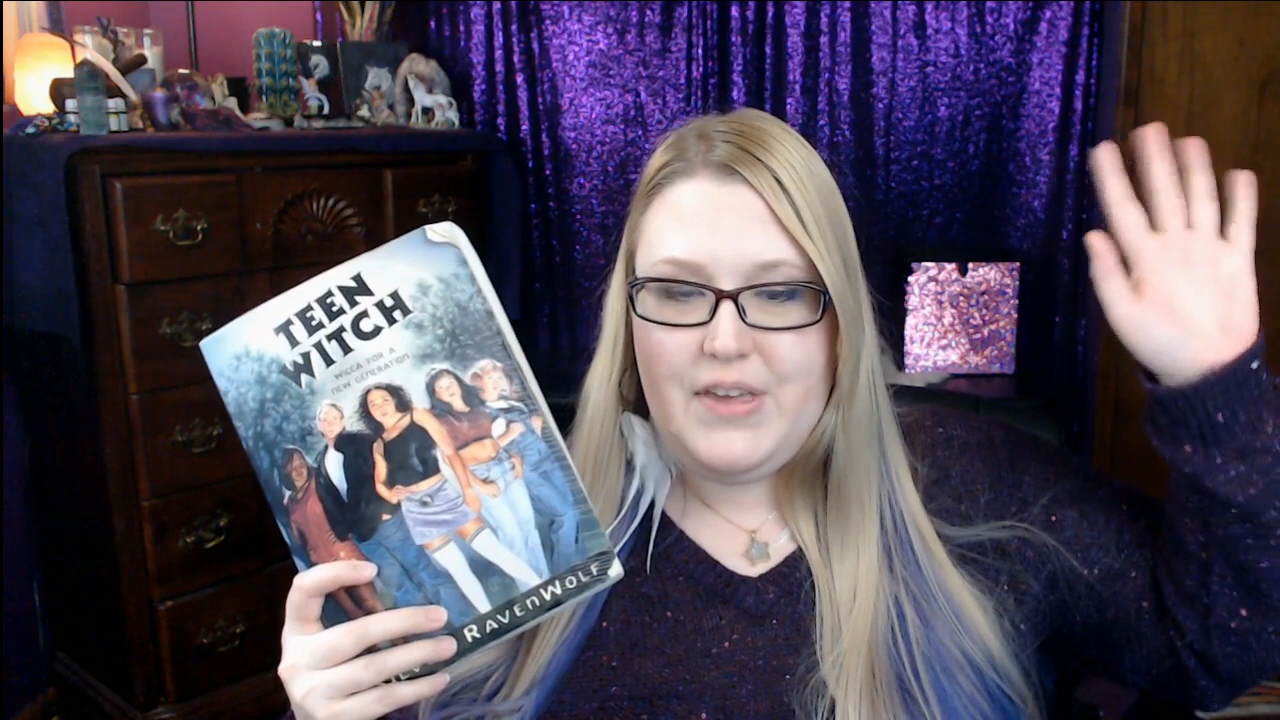 TEEN
WITCH
WICCA FOR A
NEW GENERATION
RAVENWOLF